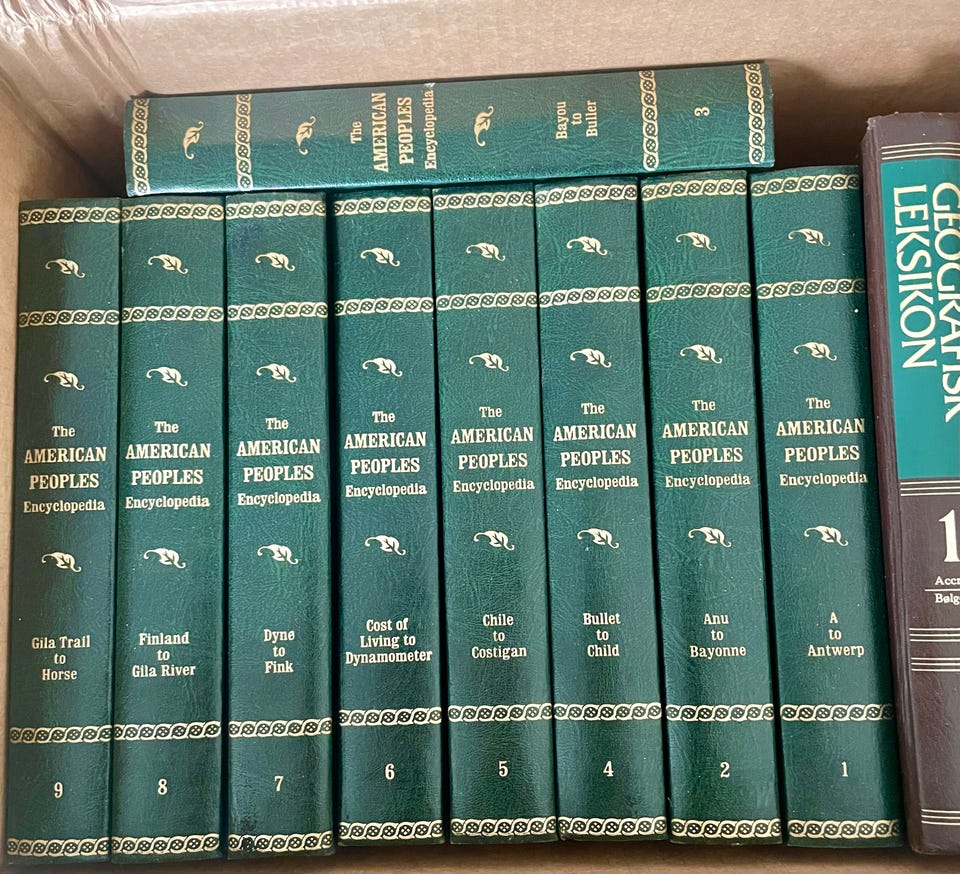 The
AMERICAN
PEOPLES
Encyclopedia
Bayou
to
Buller
3
The
AMERICAN
PEOPLES
Encyclopedia
Gila Trail
to
Horse
9
The
AMERICAN
PEOPLES
Encyclopedia
Finland
to
Gila River
8
The
AMERICAN
PEOPLES
Encyclopedia
Dyne
to
Fink
7
The
AMERICAN
PEOPLES
Encyclopedia
Cost of
Living to
Dynamometer
6
The
AMERICAN
PEOPLES
Encyclopedia
Chile
to
Costigan
5
The
AMERICAN
PEOPLES
Encyclopedia
Bullet
to
Child
4
The
AMERICAN
PEOPLES
Encyclopedia
Anu
to
Bayonne
2
The
AMERICAN
PEOPLES
Encyclopedia
A
to
Antwerp
1
GEOGRAFISK
LEKSIKON
1